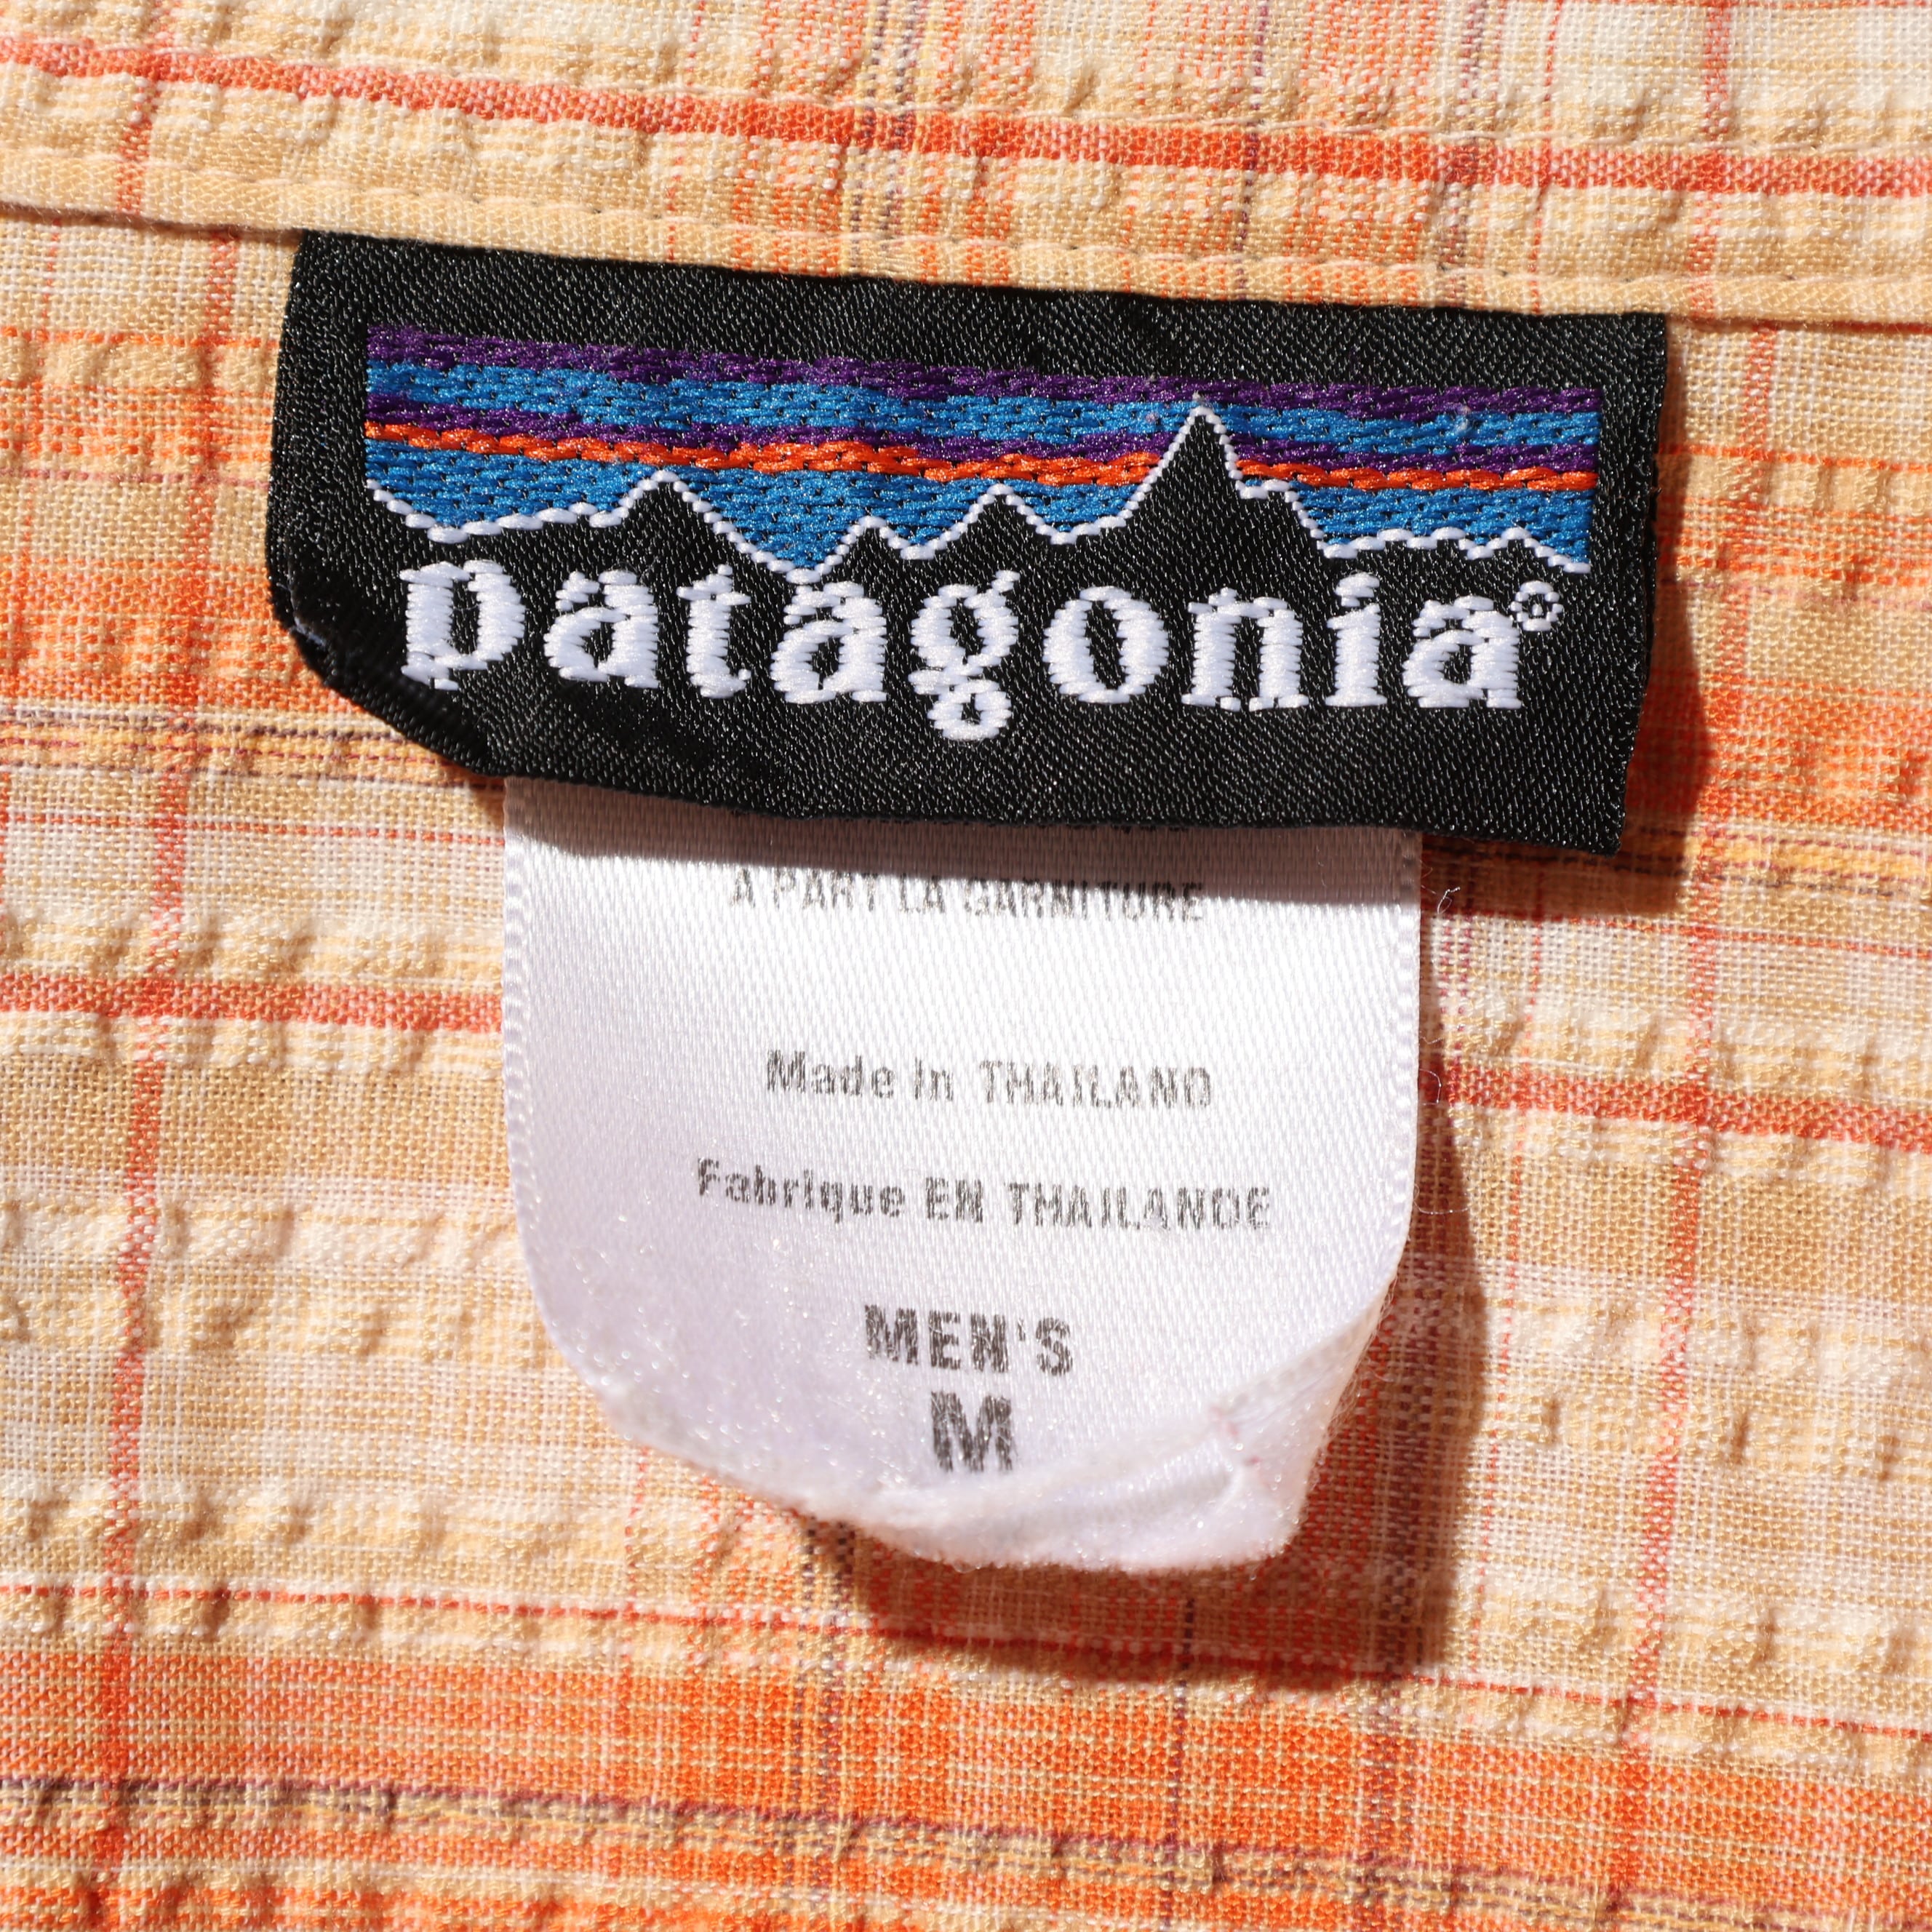 patagonia®
A PART LA GARNITURE
Made in THAILAND
Fabrique EN THAILANDE
MEN'S
M